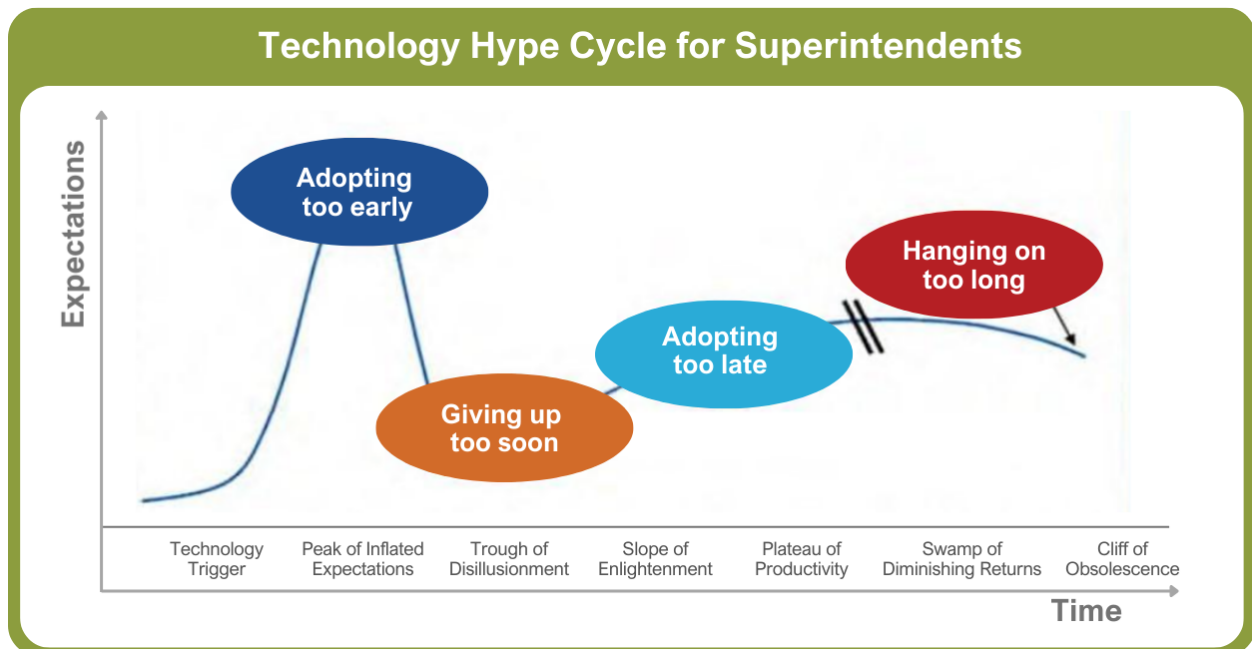 Technology Hype Cycle for Superintendents
Expectations
Adopting
too early
Giving up
too soon
Adopting
too late
Hanging on
too long
Technology
Trigger
Peak of Inflated
Expectations
Trough of
Disillusionment
Slope of
Enlightenment
Plateau of
Productivity
Swamp of
Diminishing Returns
Cliff of
Obsolescence
Time